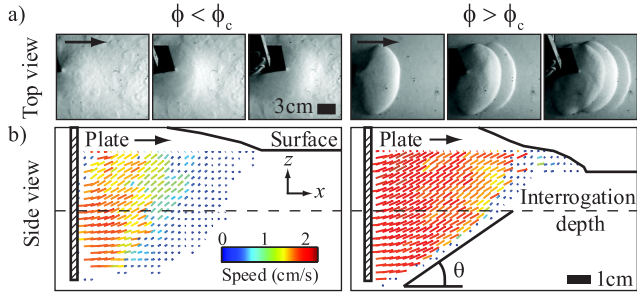 a)
ϕ < ϕc
ϕ > ϕc
Top view
3cm
b)
Side view
Plate
Surface
z
x
0 1 2
Speed (cm/s)
Plate
Interrogation
depth
θ
1cm